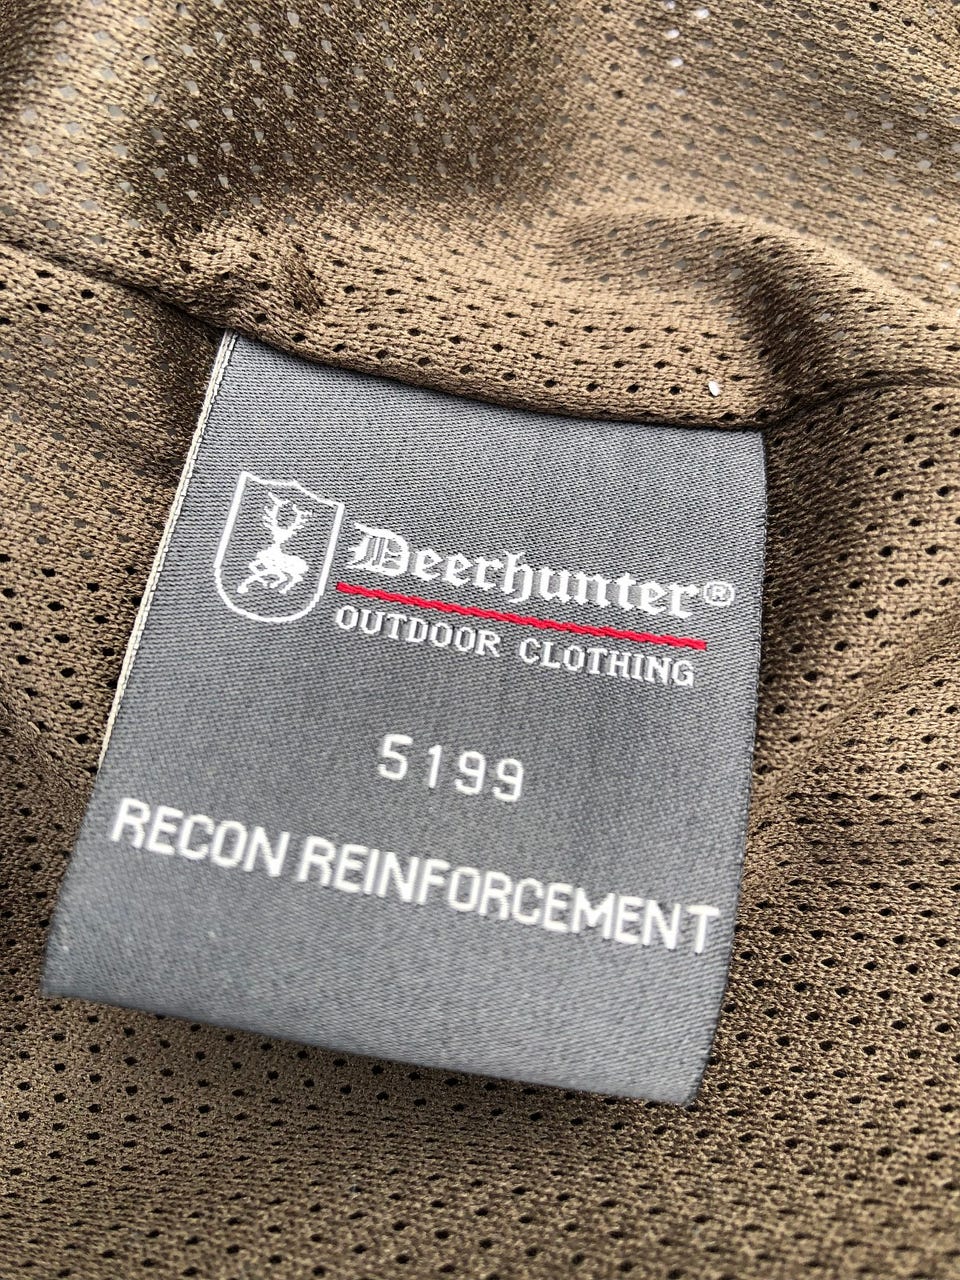 Deerhunter®
OUTDOOR CLOTHING
5199
RECON REINFORCEMENT